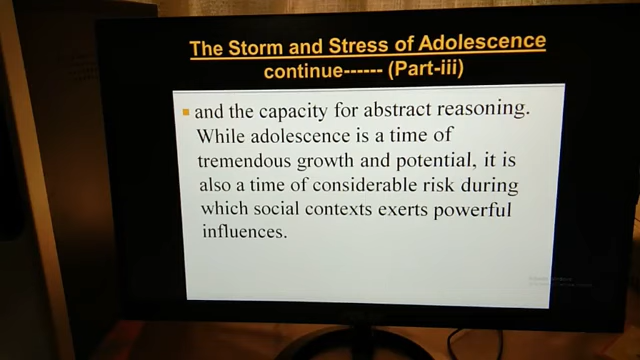 The Storm and Stress of Adolescence
continue------ (Part-iii)
and the capacity for abstract reasoning.
While adolescence is a time of
tremendous growth and potential, it is
also a time of considerable risk during
which social contexts exerts powerful
influences.